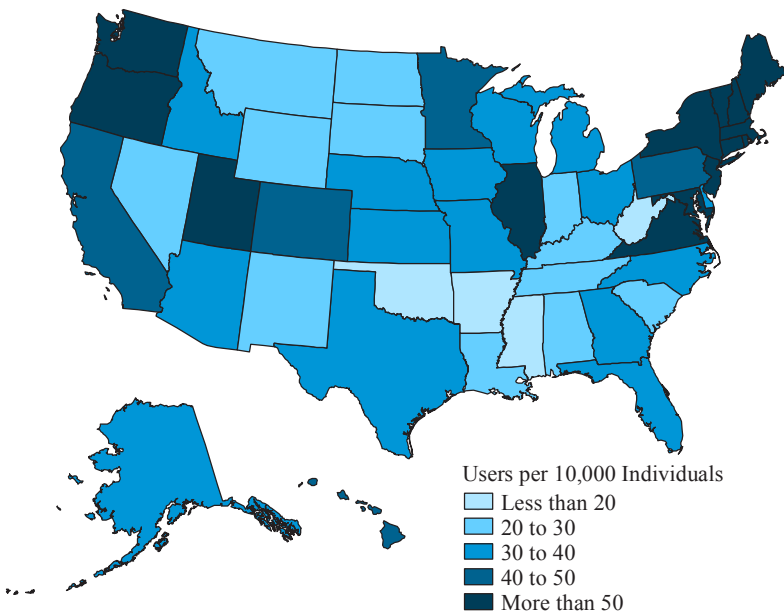 Users per 10,000 Individuals
Less than 20
20 to 30
30 to 40
40 to 50
More than 50